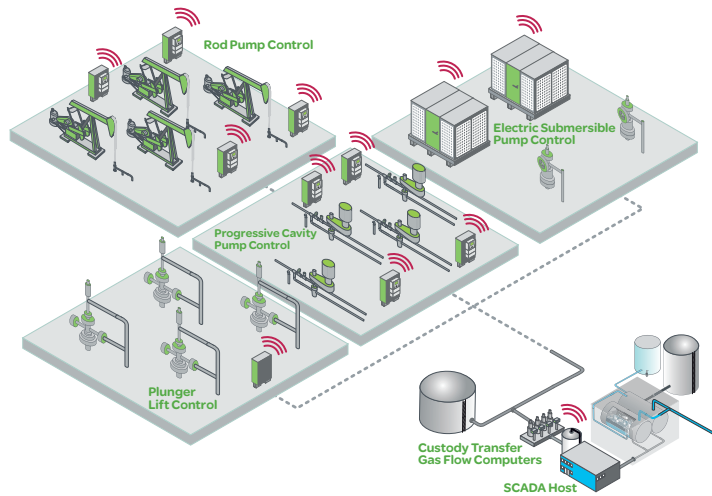 Rod Pump Control
Electric Submersible
Pump Control
Progressive Cavity
Pump Control
Plunger
Lift Control
Custody Transfer
Gas Flow Computers
SCADA Host